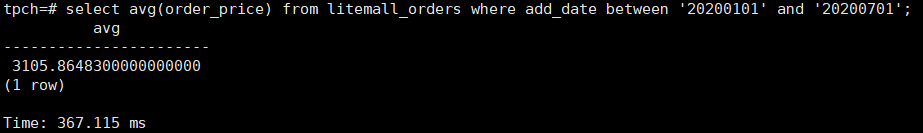 tpch=# select avg(order_price) from litemall_orders where add_date between '20200101' and '20200701';
avg
-----------------------
3105.8648300000000000
(1 row)
Time: 367.115 ms